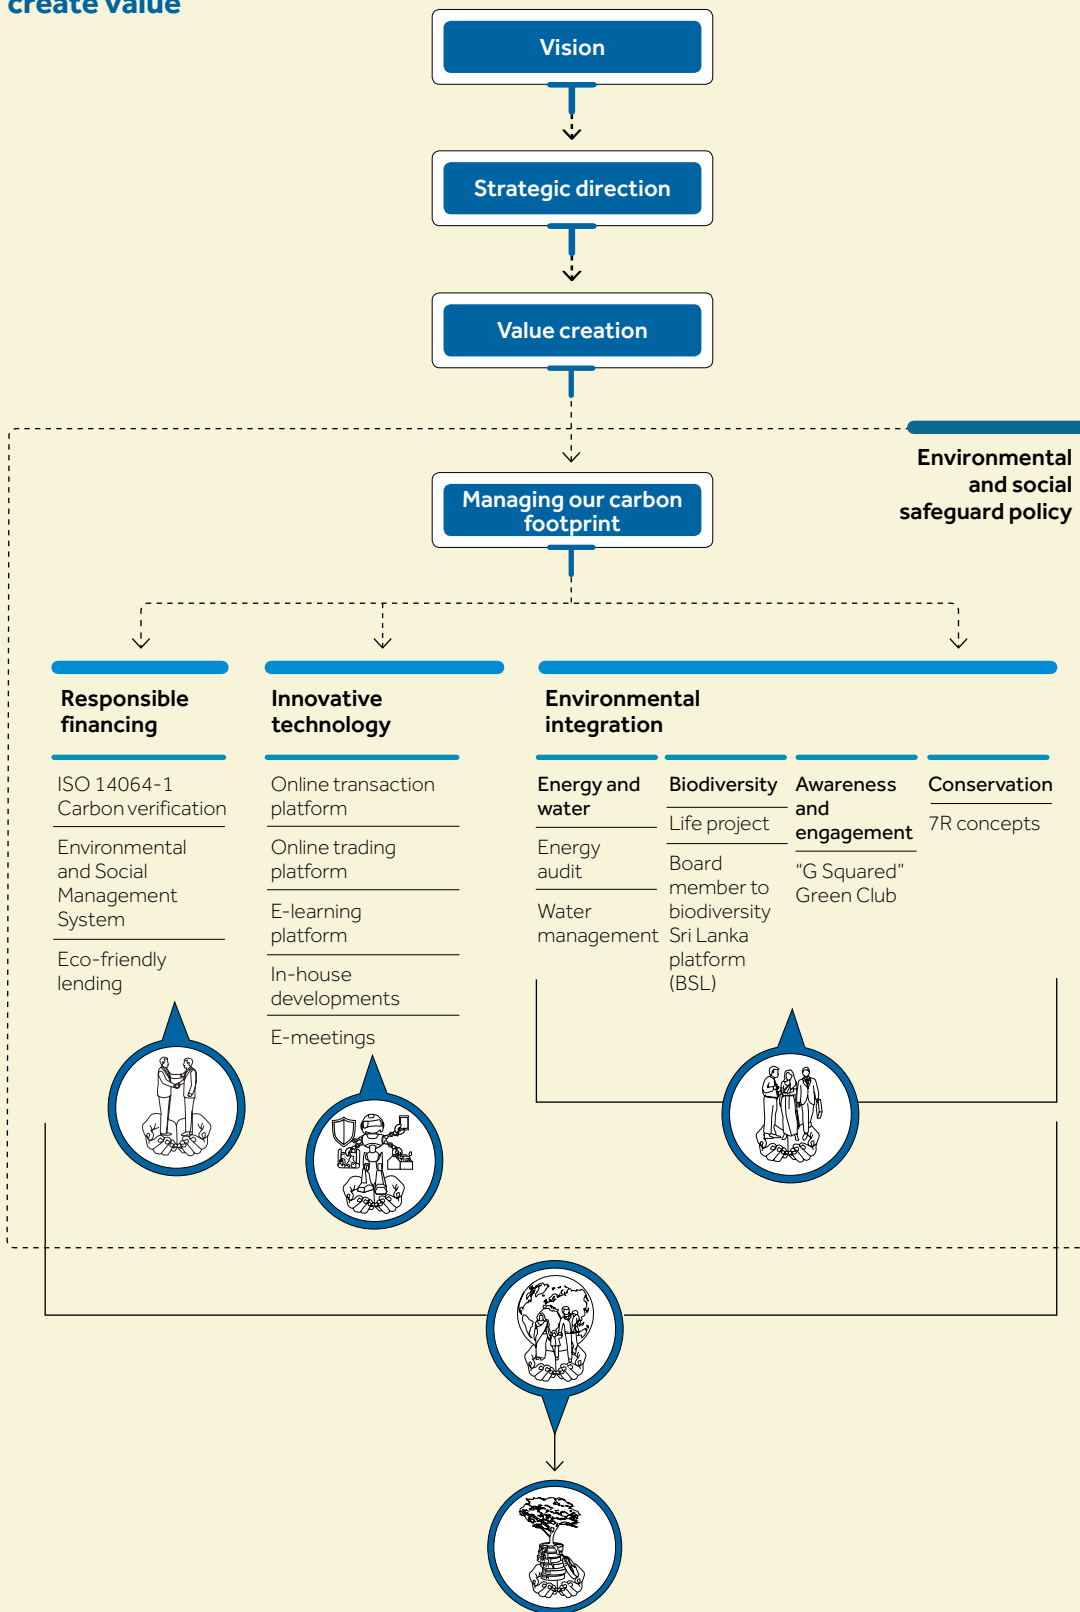 create value
Vision
Strategic direction
Value creation
Environmental
and social
safeguard policy
Managing our carbon
footprint
Responsible
financing
ISO 14064-1
Carbon verification
Environmental
and Social
Management
System
Eco-friendly
lending
Innovative
technology
Online transaction
platform
Online trading
platform
E-learning
platform
In-house
developments
E-meetings
Environmental
integration
Energy and
water
Energy
audit
Water
management
Biodiversity
Life project
Board
member to
biodiversity
Sri Lanka
platform
(BSL)
Awareness
and
engagement
“G Squared”
Green Club
Conservation
7R concepts